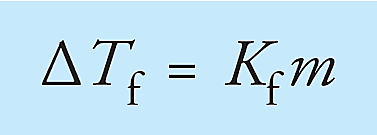 ΔT_f = K_f m